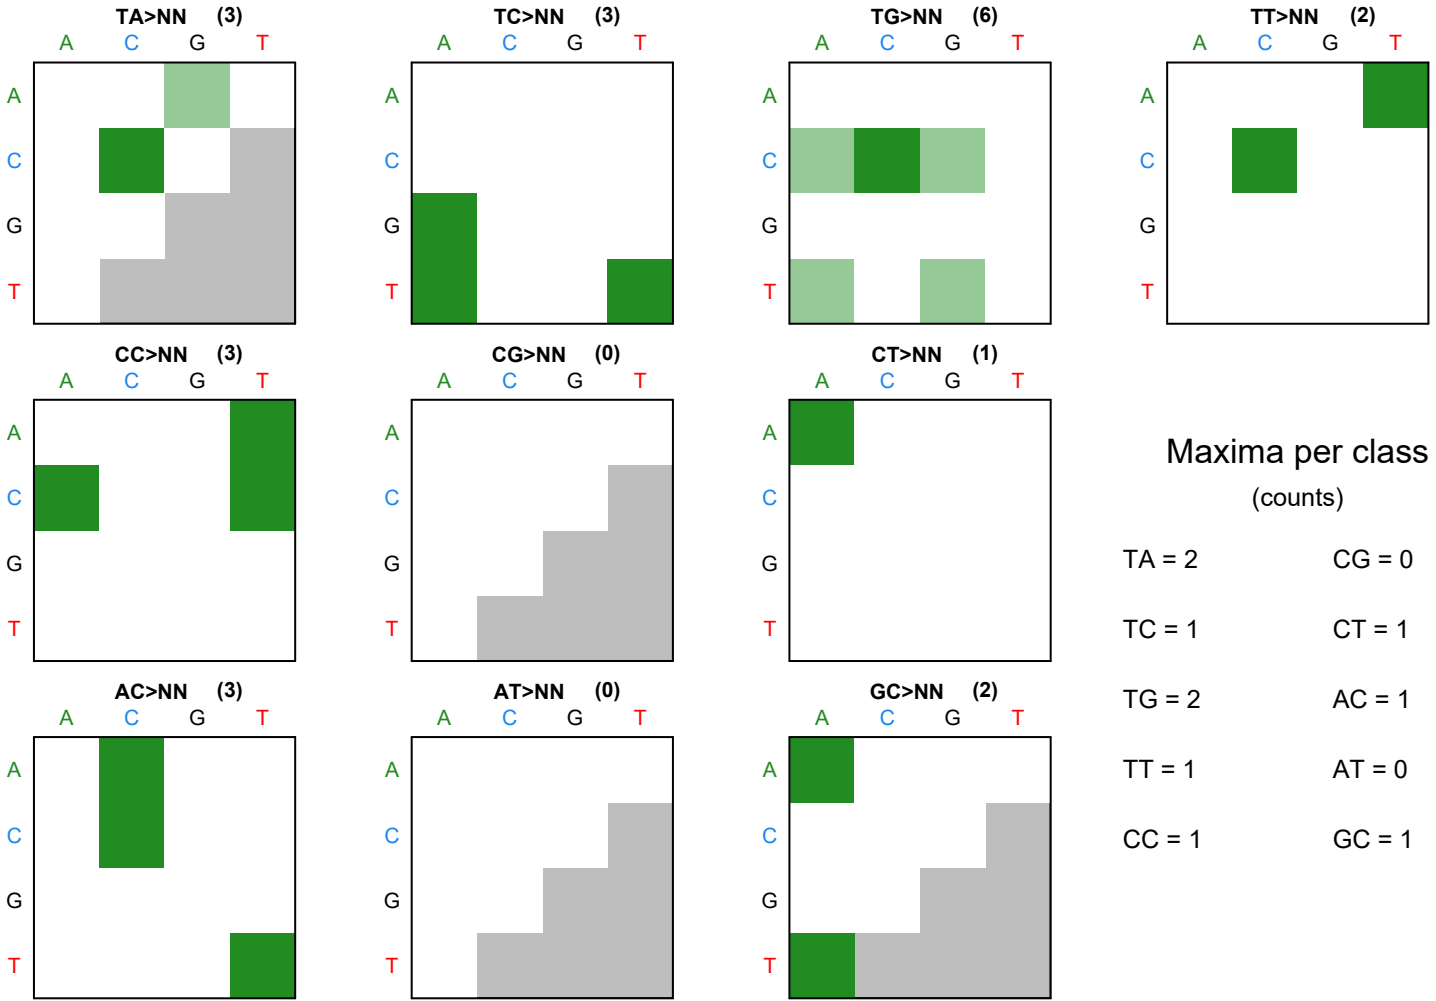 TA>NN (3) TC>NN (3) TG>NN (6) TT>NN (2)
A C G T A C G T A C G T A C G T
A A A A
C C C C
G G G G
T T T T
CC>NN (3) CG>NN (0) CT>NN (1)
A C G T A C G T A C G T
A A A
C C C
G G G
T T T
Maxima per class
(counts)
TA = 2 CG = 0
TC = 1 CT = 1
TG = 2 AC = 1
TT = 1 AT = 0
CC = 1 GC = 1
AC>NN (3) AT>NN (0) GC>NN (2)
A C G T A C G T A C G T
A A A
C C C
G G G
T T T